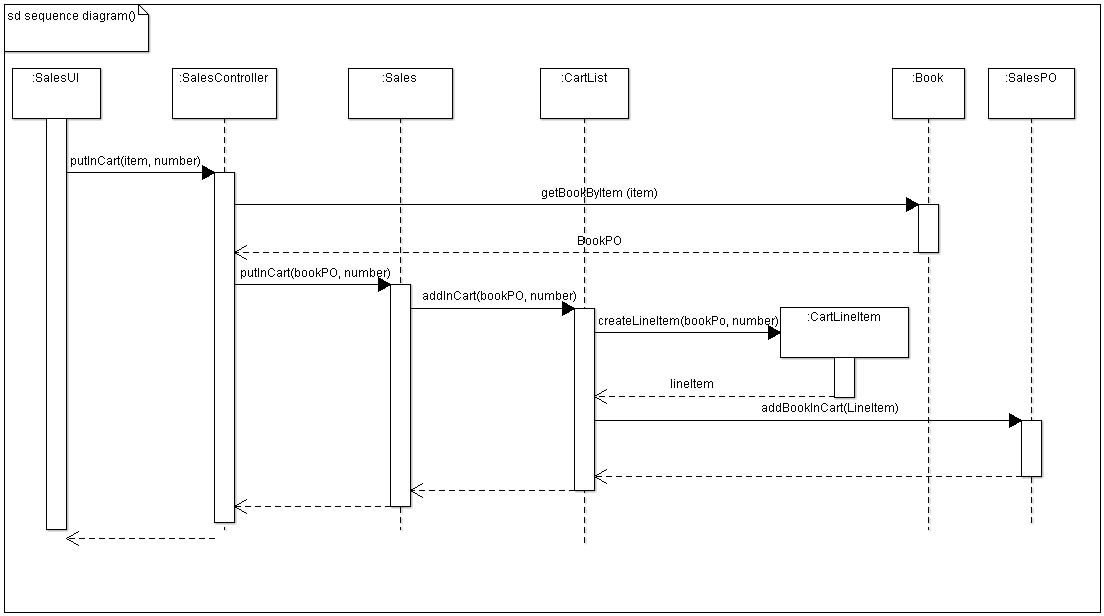 sd sequence diagram()
:SalesUI
:SalesController
:Sales
:CartList
:Book
:SalesPO
putInCart(item, number)
getBookByItem (item)
BookPO
putInCart(bookPO, number)
addInCart(bookPO, number)
createLineItem(bookPo, number)
:CartLineItem
lineItem
addBookInCart(LineItem)